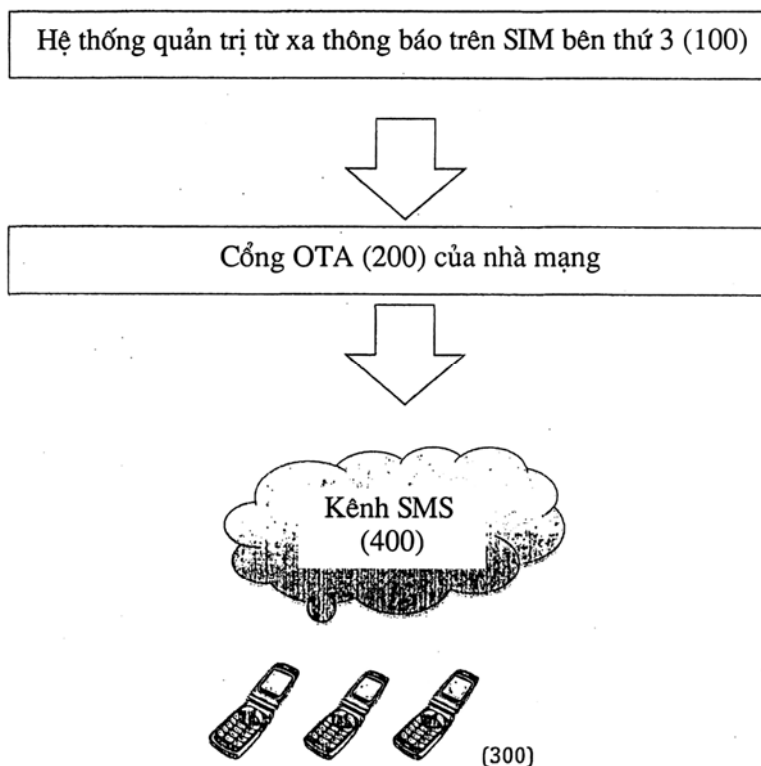 Hệ thống quản trị từ xa thông báo trên SIM bên thứ 3 (100)
Cổng OTA (200) của nhà mạng
Kênh SMS
(400)
(300)